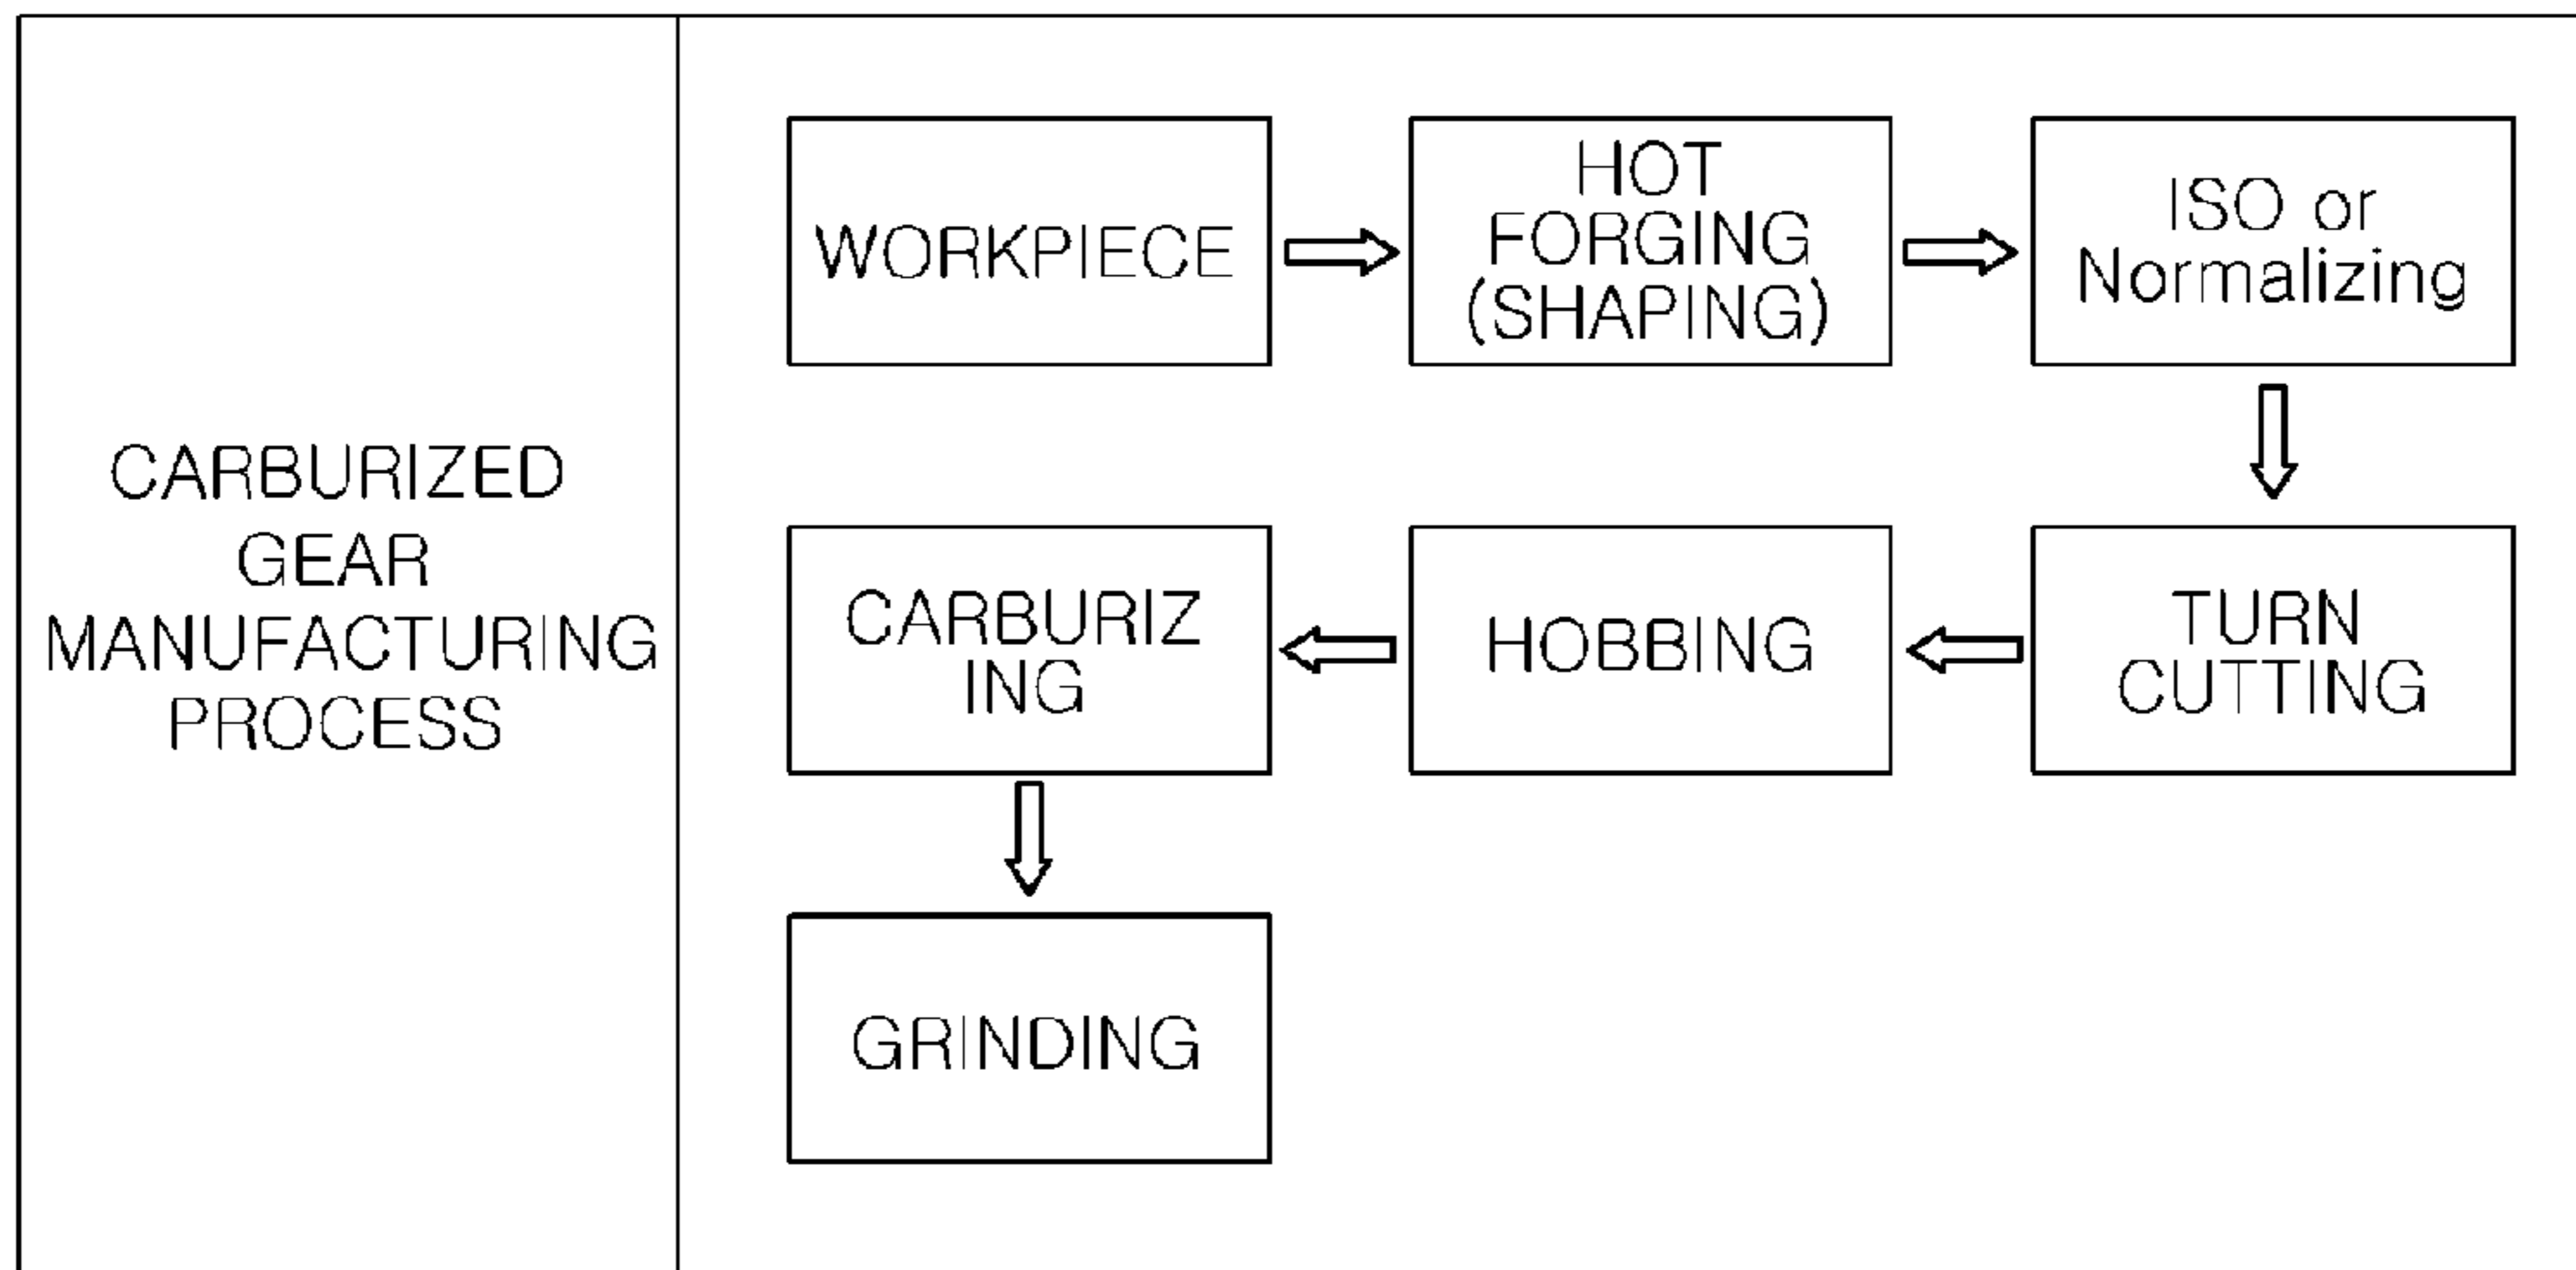 CARBURIZED
GEAR
MANUFACTURING
PROCESS
WORKPIECE
HOT
FORGING
(SHAPING)
ISO or
Normalizing
TURN
CUTTING
HOBBING
CARBURIZ
ING
GRINDING